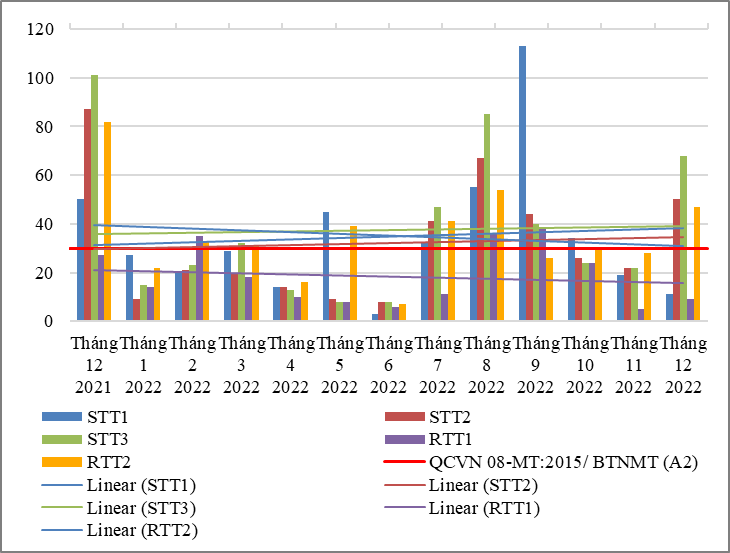 120
100
80
60
40
20
0
Tháng Tháng Tháng Tháng Tháng Tháng Tháng Tháng Tháng Tháng Tháng Tháng Tháng
12 1 2 3 4 5 6 7 8 9 10 11 12
2021 2022 2022 2022 2022 2022 2022 2022 2022 2022 2022 2022 2022
STT1 STT2
STT3 RTT1
RTT2 QCVN 08-MT:2015/ BTNMT (A2)
Linear (STT1) Linear (STT2)
Linear (STT3) Linear (RTT1)
Linear (RTT2)